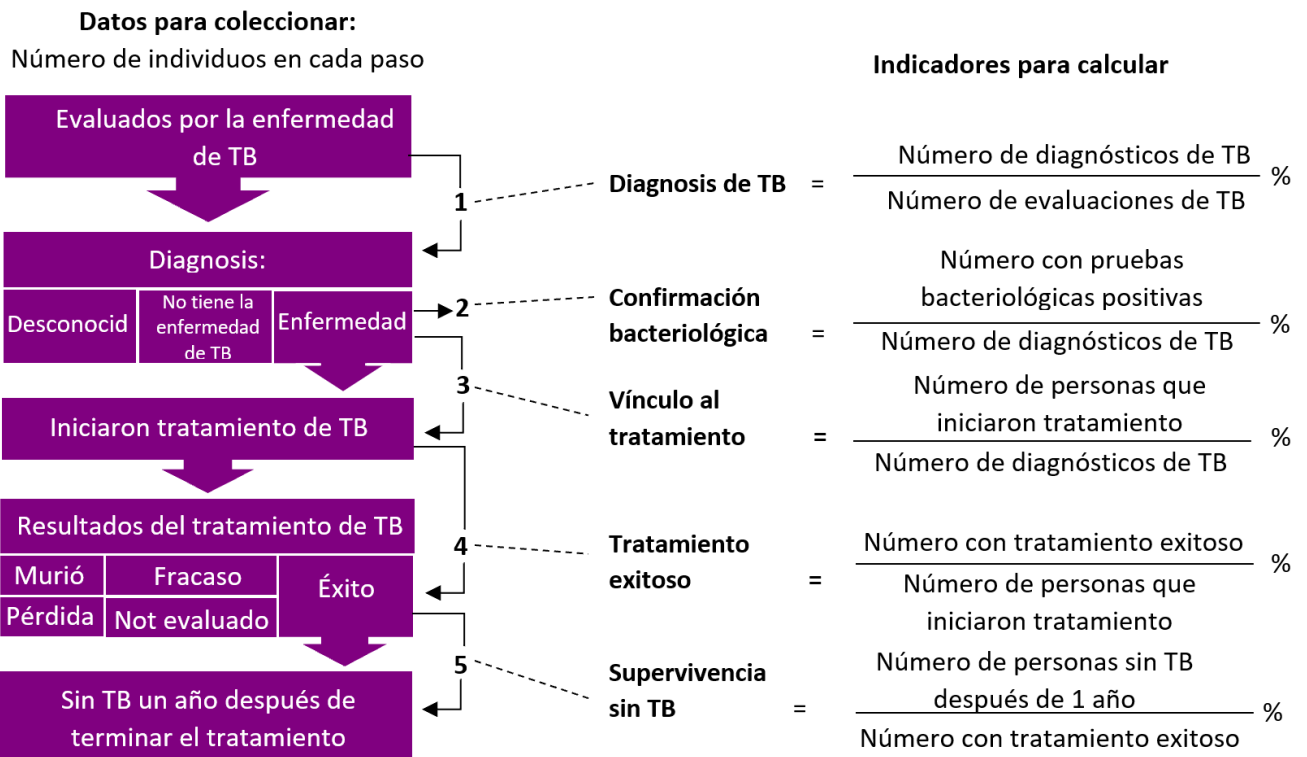 Datos para coleccionar:
Número de individuos en cada paso
Evaluados por la enfermedad
de TB
Diagnosis:
Desconocid
No tiene la
enfermedad
de TB
Enfermedad
Iniciaron tratamiento de TB
Resultados del tratamiento de TB
Murió
Fracaso
Éxito
Pérdida
Not evaluado
Sin TB un año después de
terminar el tratamiento
1
2
3
4
5
Indicadores para calcular
Diagnosis de TB =
Número de diagnósticos de TB
%
Número de evaluaciones de TB
Confirmación
bacteriológica =
Número con pruebas
bacteriológicas positivas
%
Número de diagnósticos de TB
Vínculo al
tratamiento =
Número de personas que
iniciaron tratamiento
%
Número de diagnósticos de TB
Tratamiento
exitoso =
Número con tratamiento exitoso
%
Número de personas que
iniciaron tratamiento
Supervivencia
sin TB =
Número de personas sin TB
después de 1 año
%
Número con tratamiento exitoso